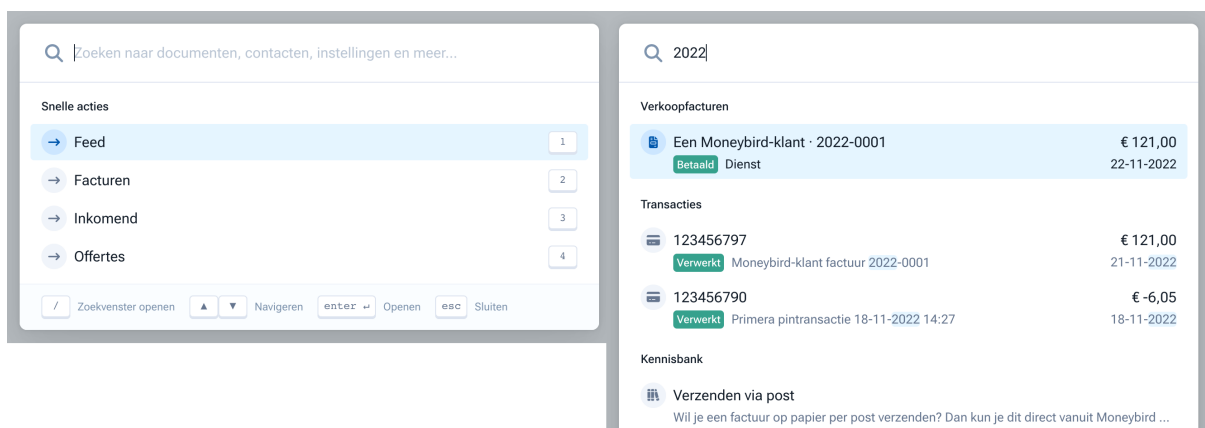 Zoeken naar documenten, contacten, instellingen en meer...
Snelle acties
Feed 1
Facturen 2
Inkomend 3
Offertes 4
/ Zoekvenster openen ▲ ▼ Navigeren enter ↵ Openen esc Sluiten
2022
Verkoopfacturen
Een Moneybird-klant · 2022-0001 € 121,00
Betaald Dienst 22-11-2022
Transacties
123456797 € 121,00
Verwerkt Moneybird-klant factuur 2022-0001 21-11-2022
123456790 € -6,05
Verwerkt Primera pintransactie 18-11-2022 14:27 18-11-2022
Kennisbank
Verzenden via post
Wil je een factuur op papier per post verzenden? Dan kun je dit direct vanuit Moneybird ...